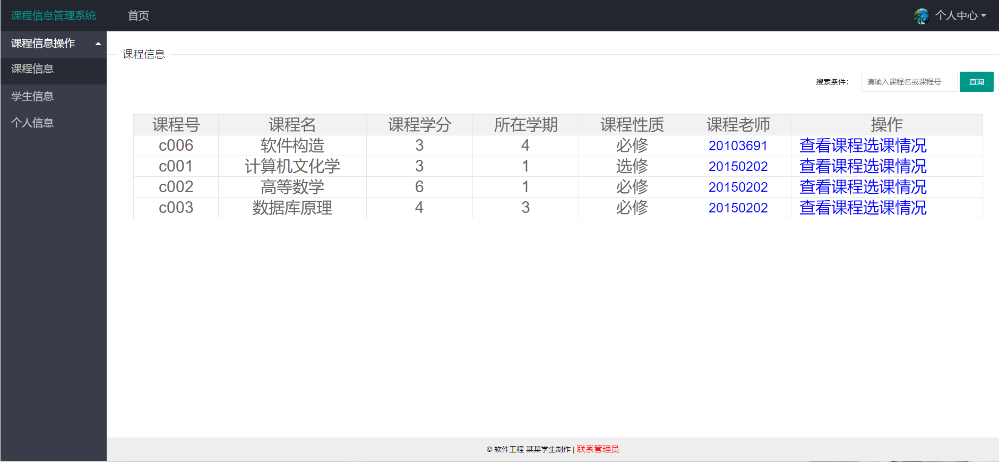 课程信息管理系统 首页 个人中心
课程信息操作
课程信息
学生信息
个人信息
课程信息
搜索条件： 请输入课程名或课程号 查询
课程号 课程名 课程学分 所在学期 课程性质 课程老师 操作
c006 软件构造 3 4 必修 20103691 查看课程选课情况
c001 计算机文化学 3 1 选修 20150202 查看课程选课情况
c002 高等数学 6 1 必修 20150202 查看课程选课情况
c003 数据库原理 4 3 必修 20150202 查看课程选课情况
© 软件工程 某某学生制作 | 联系管理员